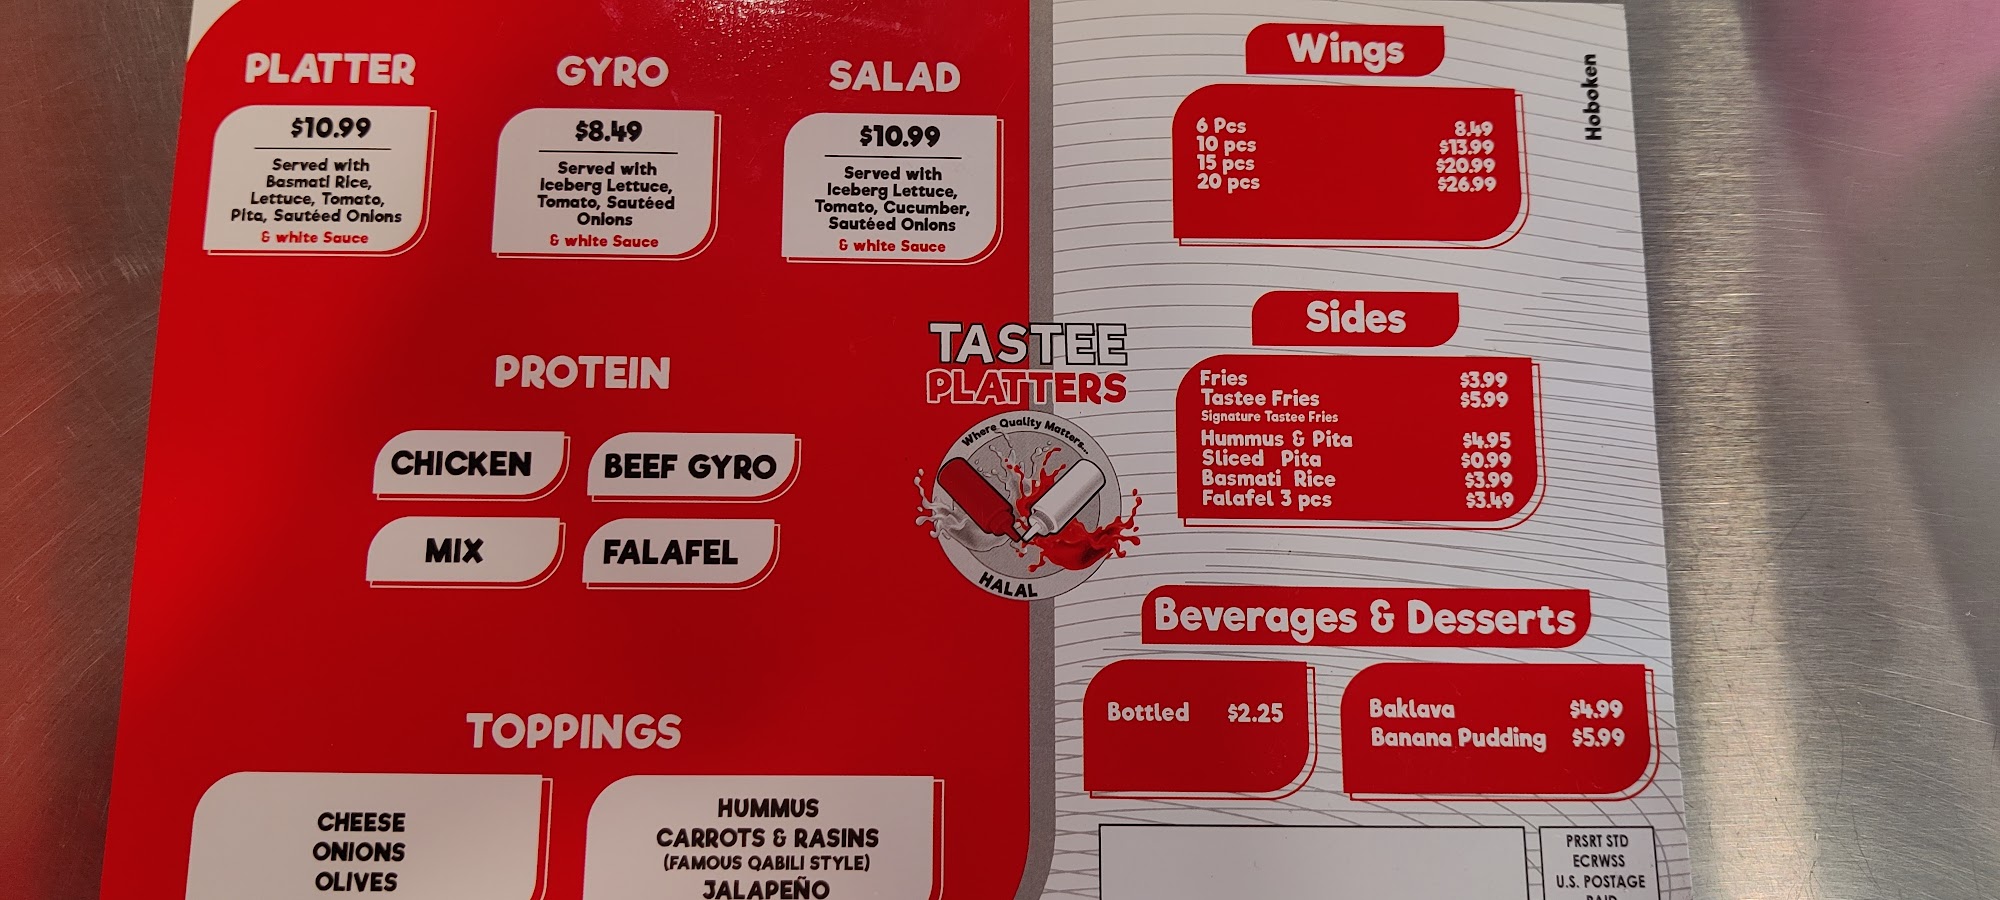 PLATTER
$10.99
Served with
Basmati Rice,
Lettuce, Tomato,
Pita, Sautéed Onions
& white Sauce
GYRO
$8.49
Served with
Iceberg Lettuce,
Tomato, Sautéed
Onions
& white Sauce
SALAD
$10.99
Served with
Iceberg Lettuce,
Tomato, Cucumber,
Sautéed Onions
& white Sauce
PROTEIN
CHICKEN
BEEF GYRO
MIX
FALAFEL
TOPPINGS
CHEESE
ONIONS
OLIVES
HUMMUS
CARROTS & RASINS
(FAMOUS QABILI STYLE)
JALAPEÑO
TASTEE
PLATTERS
Where Quality Matters...
HALAL
Wings
6 Pcs 8.49
10 pcs $13.99
15 pcs $20.99
20 pcs $26.99
Hoboken
Sides
Fries $3.99
Tastee Fries $5.99
Signature Tastee Fries
Hummus & Pita $4.95
Sliced Pita $0.99
Basmati Rice $3.99
Falafel 3 pcs $3.49
Beverages & Desserts
Bottled $2.25
Baklava $4.99
Banana Pudding $5.99
PRSRT STD
ECRWSS
U.S. POSTAGE
PAID